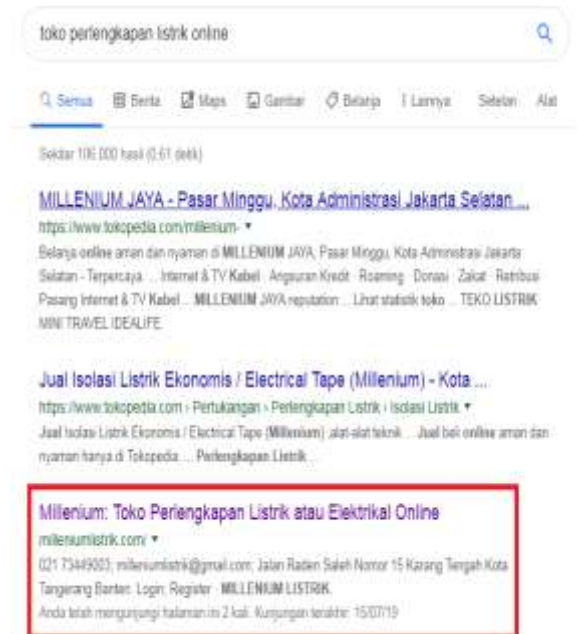 toko perlengkapan listrik online
Semua Berita Maps Gambar Belanja Lainnya Setelan Alat
Sekitar 106.000 hasil (0,61 detik)
MILLENIUM JAYA - Pasar Minggu, Kota Administrasi Jakarta Selatan ...
https://www.tokopedia.com/millenium-
Belanja online aman dan nyaman di MILLENIUM JAYA, Pasar Minggu, Kota Administrasi Jakarta
Selatan - Terpercaya. ... Internet & TV Kabel · Angsuran Kredit · Roaming · Donasi · Zakat · Retribusi
Pasang Internet & TV Kabel ... MILLENIUM JAYA reputation ... Lihat statistik toko ... TEKO LISTRIK
MINI TRAVEL IDEALIFE.
Jual Isolasi Listrik Ekonomis / Electrical Tape (Millenium) - Kota ...
https://www.tokopedia.com › Pertukangan › Perlengkapan Listrik › Isolasi Listrik
Jual Isolasi Listrik Ekonomis / Electrical Tape (Millenium) ,alat-alat teknik ... Jual beli online aman dan
nyaman hanya di Tokopedia. ... Perlengkapan Listrik ...
Millenium: Toko Perlengkapan Listrik atau Elektrikal Online
milleniumlistrik.com/
021 73449003; milleniumlistrik@gmail.com; Jalan Raden Saleh Nomor 15 Karang Tengah Kota
Tangerang Banten. Login; Register · MILLENIUM LISTRIK.
Anda telah mengunjungi halaman ini 2 kali. Kunjungan terakhir: 15/07/19